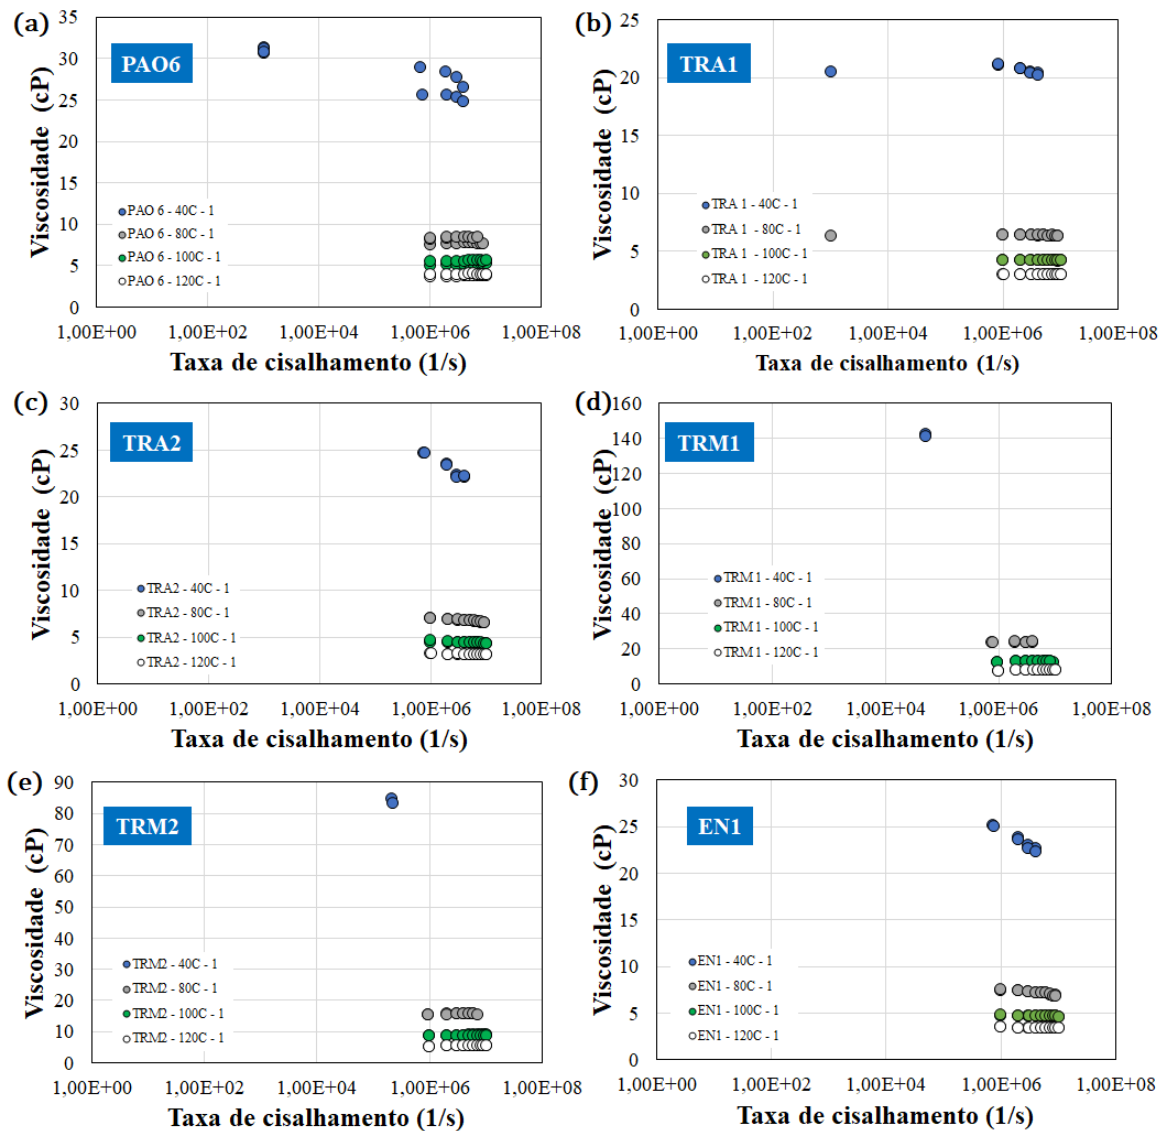 (a)
PAO6
Viscosidade (cP)
35
30
25
20
15
10
5
0
PAO 6 - 40C - 1
PAO 6 - 80C - 1
PAO 6 - 100C - 1
PAO 6 - 120C - 1
1,00E+00 1,00E+02 1,00E+04 1,00E+06 1,00E+08
Taxa de cisalhamento (1/s)
(b)
TRA1
Viscosidade (cP)
25
20
15
10
5
0
TRA 1 - 40C - 1
TRA 1 - 80C - 1
TRA 1 - 100C - 1
TRA 1 - 120C - 1
1,00E+00 1,00E+02 1,00E+04 1,00E+06 1,00E+08
Taxa de cisalhamento (1/s)
(c)
TRA2
Viscosidade (cP)
30
25
20
15
10
5
0
TRA2 - 40C - 1
TRA2 - 80C - 1
TRA2 - 100C - 1
TRA2 - 120C - 1
1,00E+00 1,00E+02 1,00E+04 1,00E+06 1,00E+08
Taxa de cisalhamento (1/s)
(d)
TRM1
Viscosidade (cP)
160
140
120
100
80
60
40
20
0
TRM 1 - 40C - 1
TRM 1 - 80C - 1
TRM 1 - 100C - 1
TRM 1 - 120C - 1
1,00E+00 1,00E+02 1,00E+04 1,00E+06 1,00E+08
Taxa de cisalhamento (1/s)
(e)
TRM2
Viscosidade (cP)
90
80
70
60
50
40
30
20
10
0
TRM2 - 40C - 1
TRM2 - 80C - 1
TRM2 - 100C - 1
TRM2 - 120C - 1
1,00E+00 1,00E+02 1,00E+04 1,00E+06 1,00E+08
Taxa de cisalhamento (1/s)
(f)
EN1
Viscosidade (cP)
30
25
20
15
10
5
0
EN1 - 40C - 1
EN1 - 80C - 1
EN1 - 100C - 1
EN1 - 120C - 1
1,00E+00 1,00E+02 1,00E+04 1,00E+06 1,00E+08
Taxa de cisalhamento (1/s)